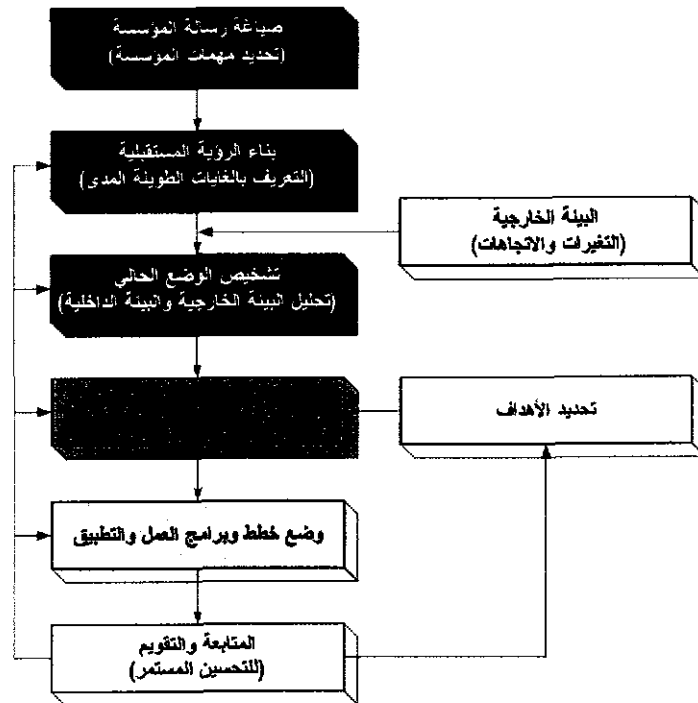 صياغة رسالة المؤسسة
(تحديد مهمات المؤسسة)
بناء الرؤية المستقبلية
(التعريف بالغايات الطويلة المدى)
البيئة الخارجية
(التغيرات والاتجاهات)
تشخيص الوضع الحالي
(تحليل البيئة الخارجية والبيئة الداخلية)
تحديد الأهداف
وضع خطط وبرامج العمل والتطبيق
المتابعة والتقويم
(للتحسين المستمر)